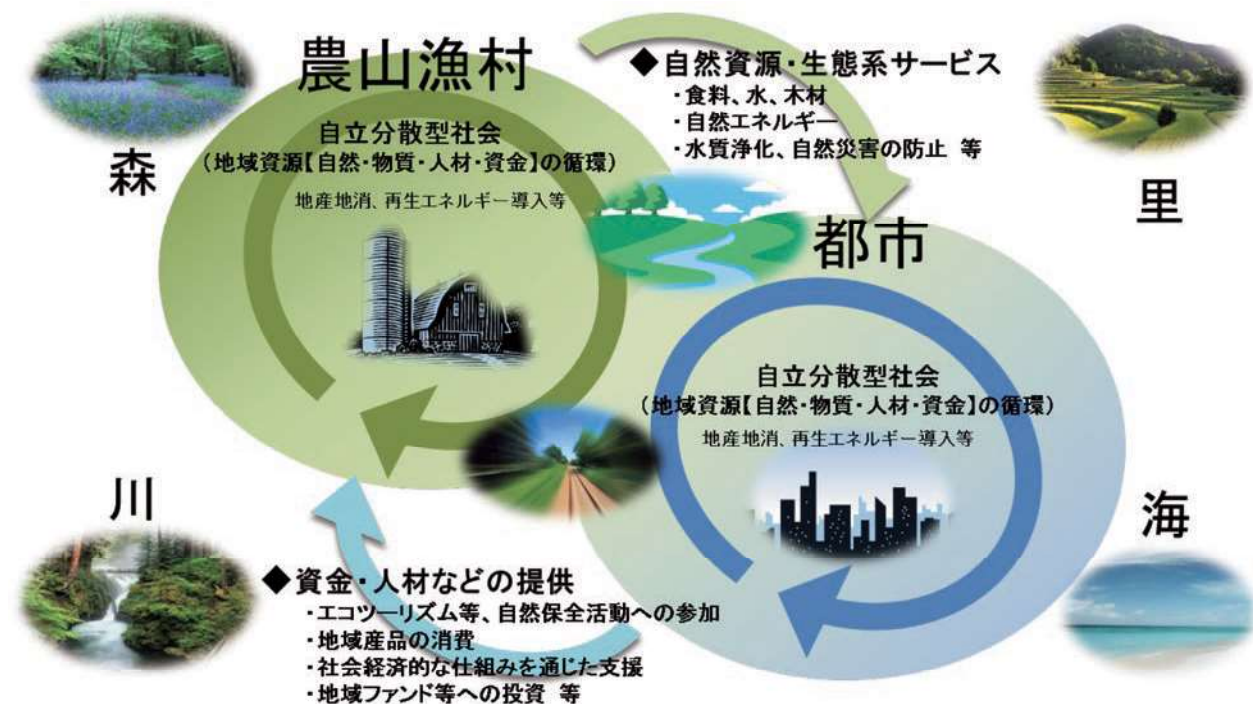 森
農山漁村
自立分散型社会
(地域資源【自然・物質・人材・資金】の循環)
地産地消、再生エネルギー導入等
◆自然資源・生態系サービス
・食料、水、木材
・自然エネルギー
・水質浄化、自然災害の防止 等
里
都市
自立分散型社会
(地域資源【自然・物質・人材・資金】の循環)
地産地消、再生エネルギー導入等
川
◆資金・人材などの提供
・エコツーリズム等、自然保全活動への参加
・地域産品の消費
・社会経済的な仕組みを通じた支援
・地域ファンド等への投資 等
海